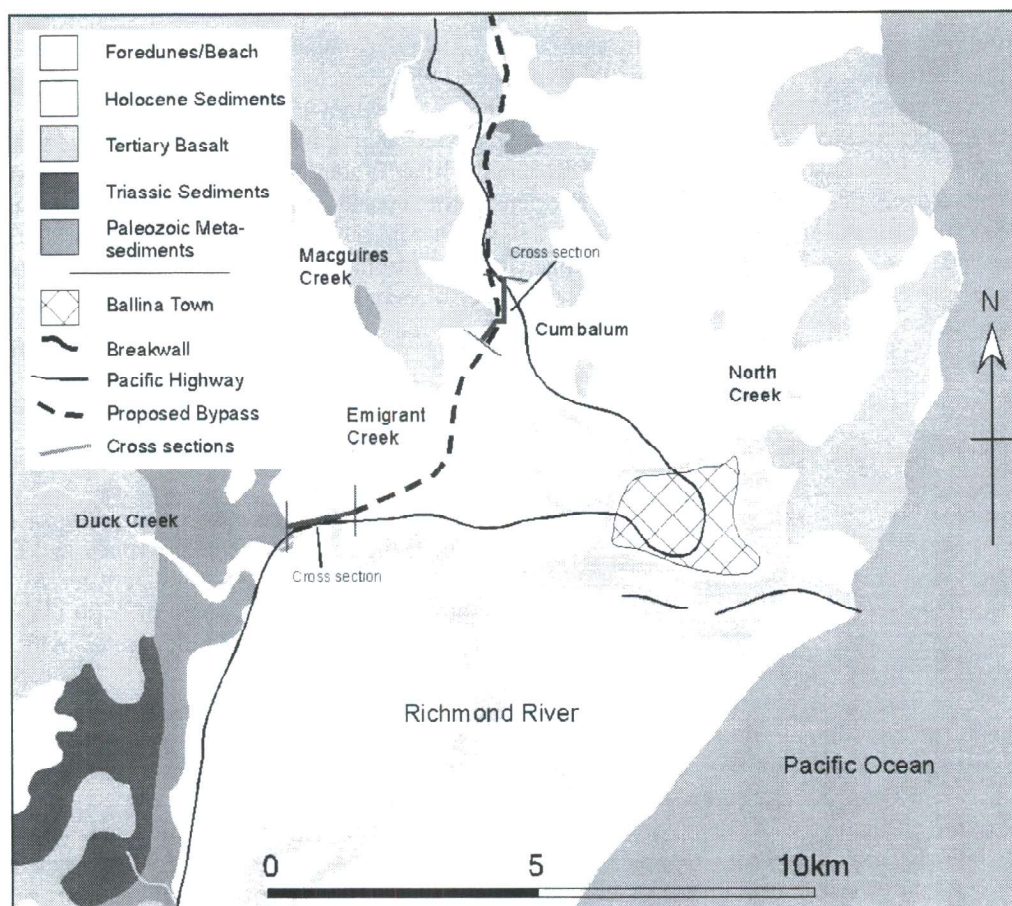 Foredunes/Beach
Holocene Sediments
Tertiary Basalt
Triassic Sediments
Paleozoic Meta-
sediments
Ballina Town
Breakwall
Pacific Highway
Proposed Bypass
Cross sections
Macguires
Creek
Cross section
Cumbalum
N
North
Creek
Emigrant
Creek
Duck Creek
Cross section
Richmond River
Pacific Ocean
0
5
10km